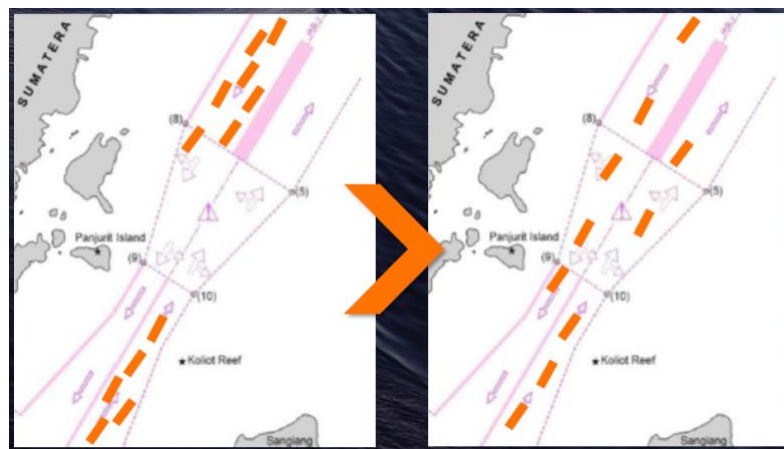 SUMATERA
(8)
(5)
Panjurit Island
(9)
(10)
Koliot Reef
Sangiang
SUMATERA
(8)
(5)
Panjurit Island
(9)
(10)
Koliot Reef
Sangiang